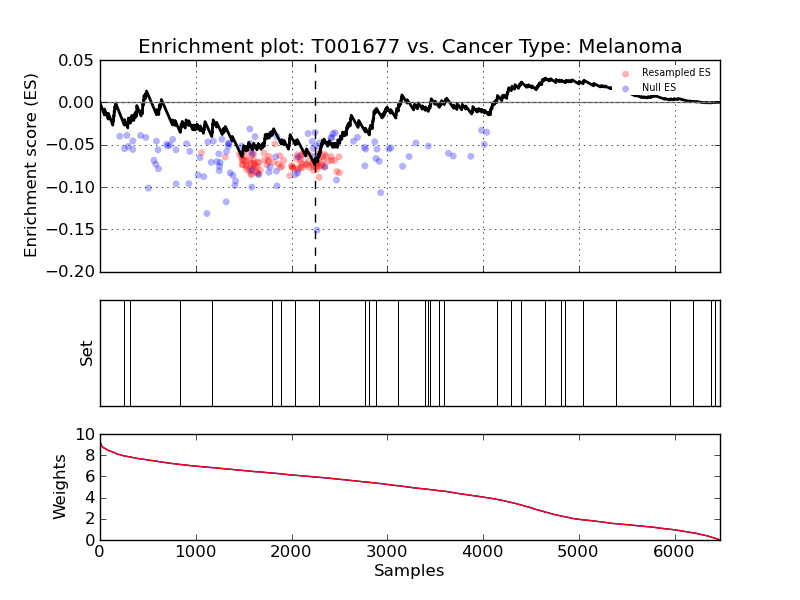 Enrichment plot: T001677 vs. Cancer Type: Melanoma
Enrichment score (ES)
0.05
0.00
−0.05
−0.10
−0.15
−0.20
Resampled ES
Null ES
Set
Weights
10
8
6
4
2
0
0 1000 2000 3000 4000 5000 6000
Samples